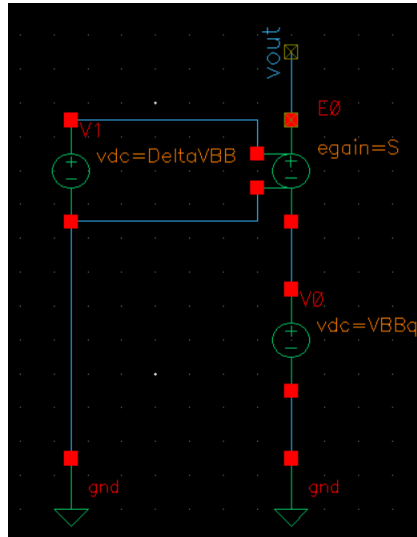 vout
E0
V1
vdc=DeltaVBB
egain=S
V0
vdc=VBBq
gnd
gnd